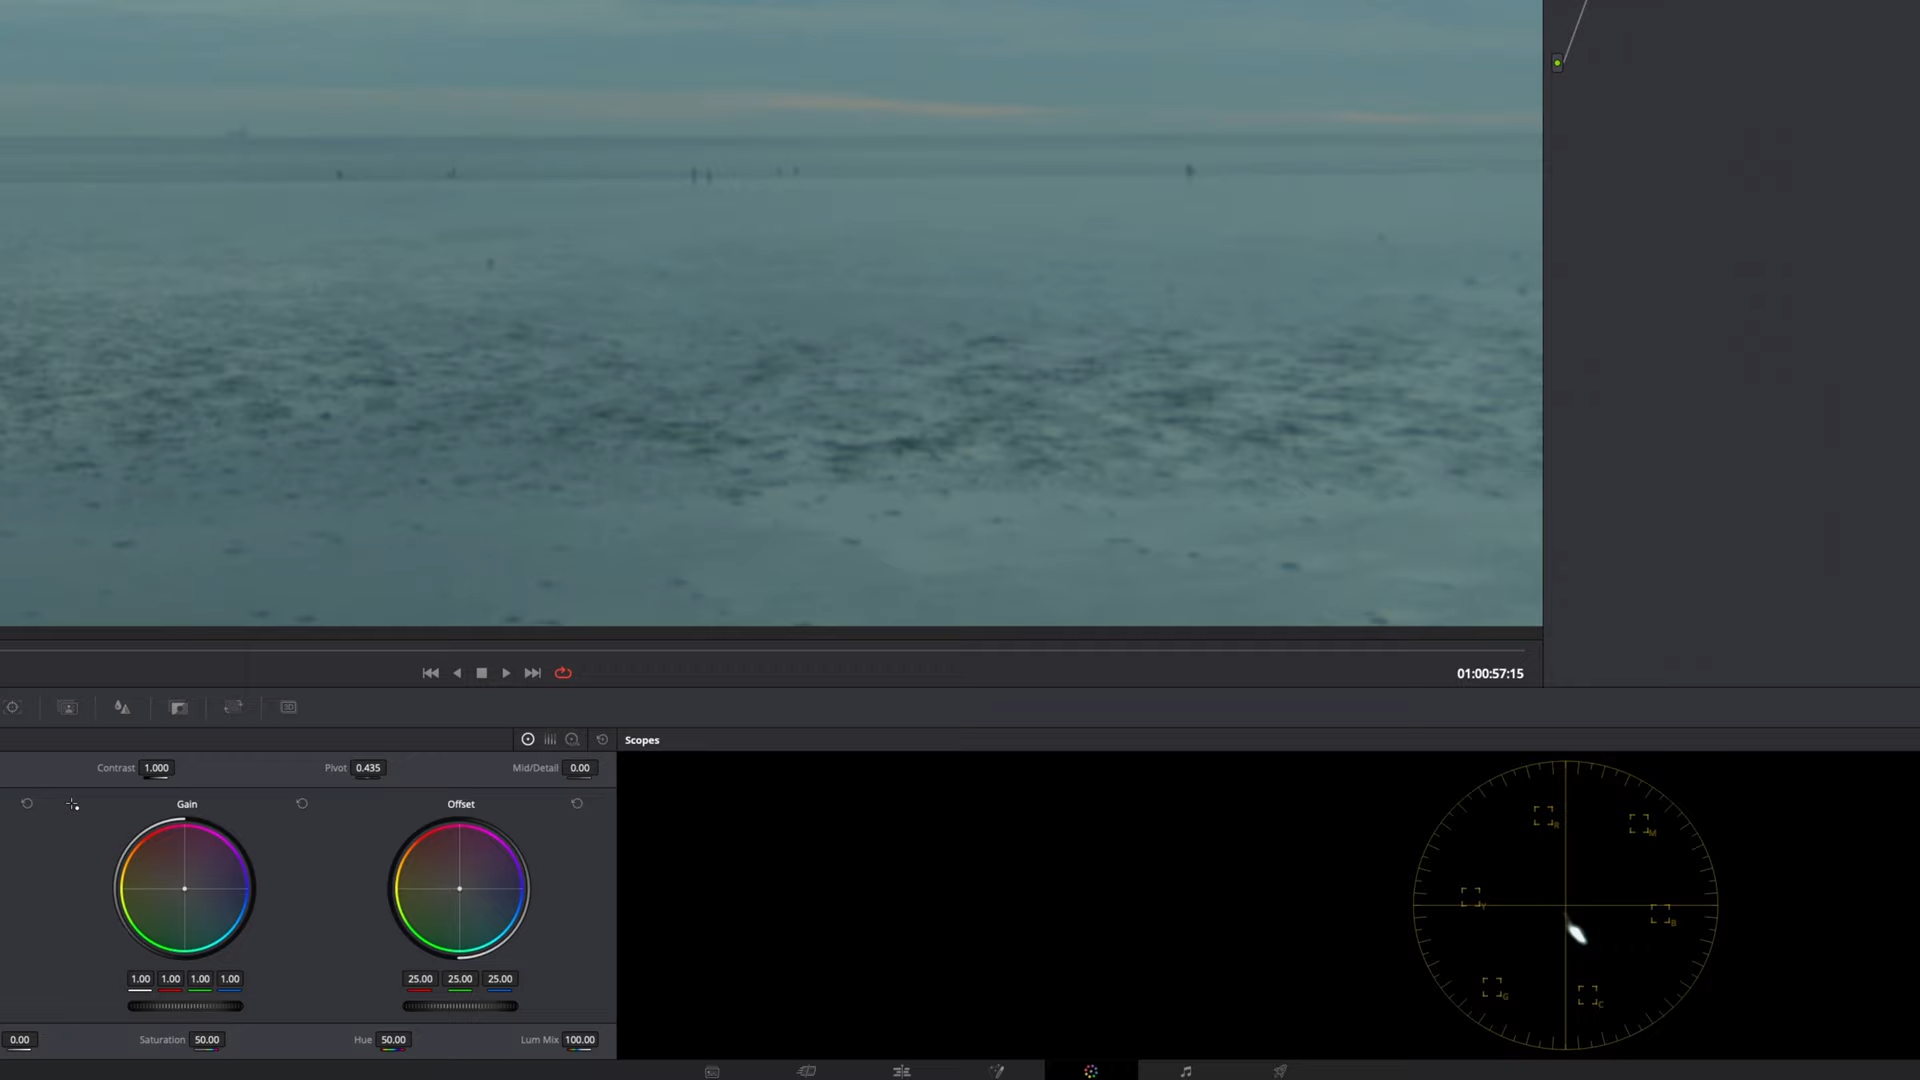 01:00:57:15
3D
Scopes
Contrast 1.000 Pivot 0.435 Mid/Detail 0.00
Gain Offset
1.00 1.00 1.00 1.00 25.00 25.00 25.00
0.00 Saturation 50.00 Hue 50.00 Lum Mix 100.00
R
M
Y
B
G
C